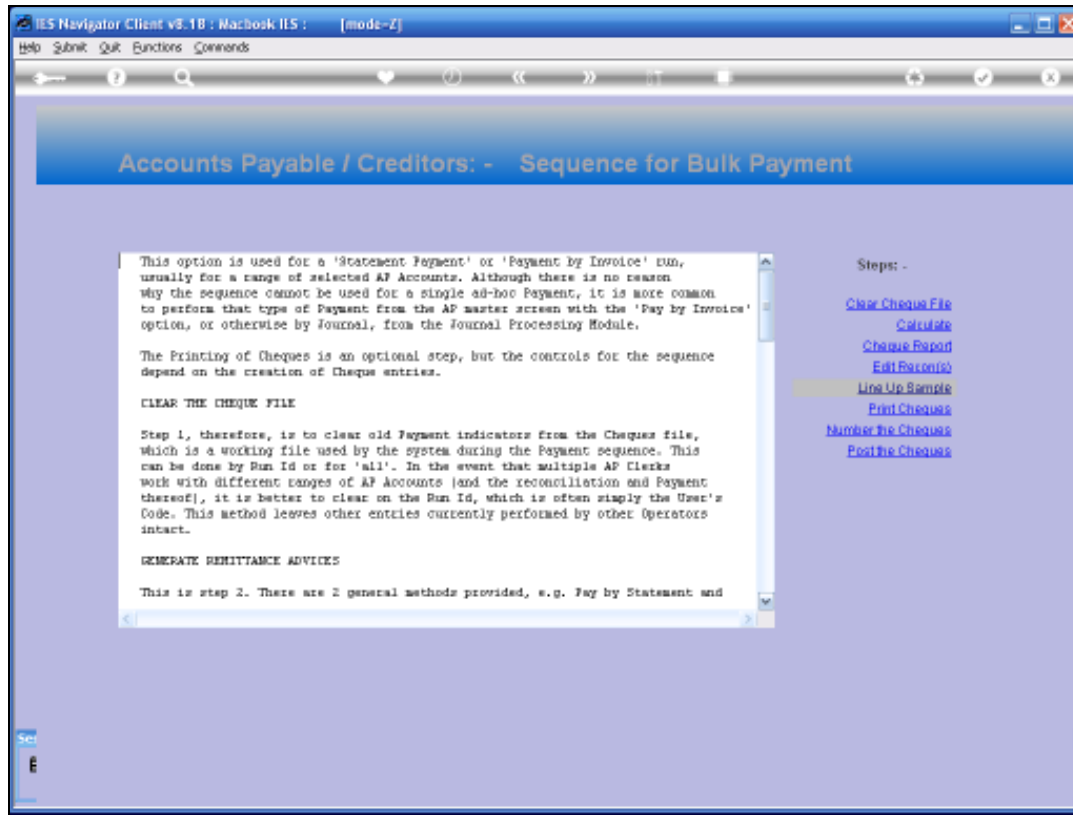 IES Navigator Client v8.18 : Macbook IES : [mode-Z]
Help Submit Quit Functions Commands
Accounts Payable / Creditors: - Sequence for Bulk Payment
This option is used for a 'Statement Payment' or 'Payment by Invoice' run,
usually for a range of selected AP Accounts. Although there is no reason
why the sequence cannot be used for a single ad-hoc Payment, it is more common
to perform that type of Payment from the AP master screen with the 'Pay by Invoice'
option, or otherwise by Journal, from the Journal Processing Module.
The Printing of Cheques is an optional step, but the controls for the sequence
depend on the creation of Cheque entries.
CLEAR THE CHEQUE FILE
Step 1, therefore, is to clear old Payment indicators from the Cheques file,
which is a working file used by the system during the Payment sequence. This
can be done by Run Id or for 'all'. In the event that multiple AP Clerks
work with different ranges of AP Accounts (and the reconciliation and Payment
thereof), it is better to clear on the Run Id, which is often simply the User's
Code. This method leaves other entries currently performed by other Operators
intact.
GENERATE REMITTANCE ADVICES
This is step 2. There are 2 general methods provided, e.g. Pay by Statement and
Steps: -
Clear Cheque File
Calculate
Cheque Report
Edit Recon(s)
Line Up Sample
Print Cheques
Number the Cheques
Post the Cheques
Ser